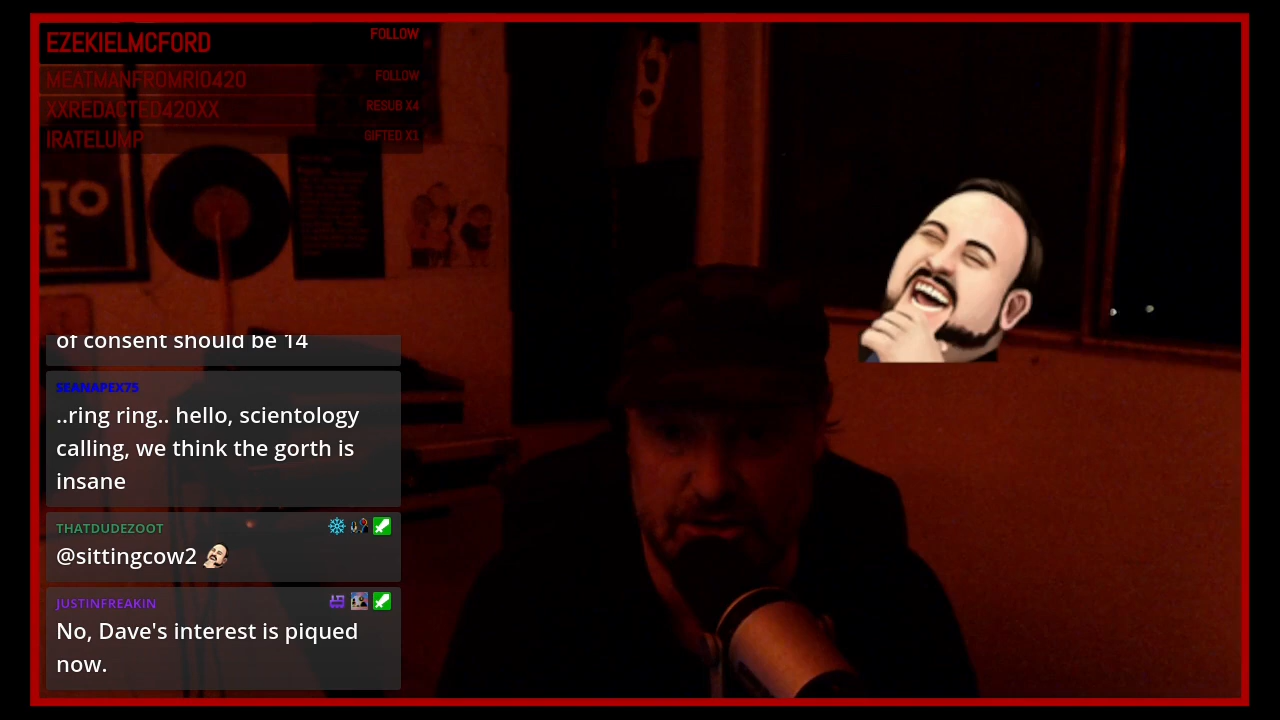 EZEKIELMCFORD FOLLOW
MEATMANFROMRIO420 FOLLOW
XXREDACTED420XX RESUB X4
IRATELUMP GIFTED X1
TO
E
of consent should be 14
SEANAPEX75
..ring ring.. hello, scientology
calling, we think the gorth is
insane
THATDUDEZOOT
@sittingcow2
JUSTINFREAKIN
No, Dave's interest is piqued
now.